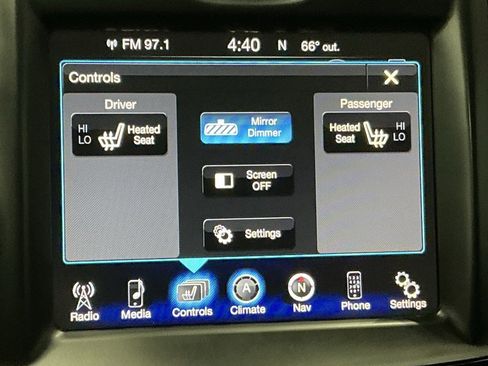 FM 97.1 4:40 N 66° out.
Controls X
Driver
HI
LO
Heated
Seat
Mirror
Dimmer
Screen
OFF
Settings
Passenger
Heated
Seat
HI
LO
Radio
Media
Controls
A
Climate
N
Nav
Phone
Settings